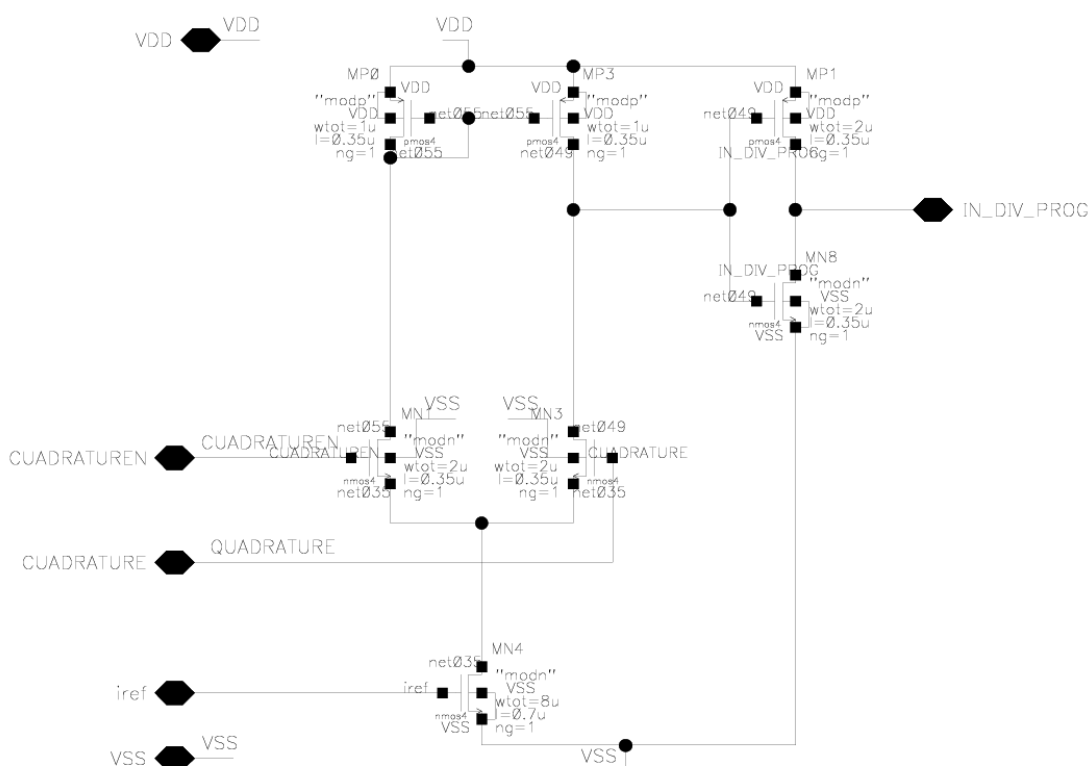 VDD VDD VDD
MP0 MP3 MP1
VDD VDD VDD
"modp" "modp" "modp"
net055 net055 net049
VDD VDD VDD
wtot=1u wtot=1u wtot=2u
l=0.35u l=0.35u l=0.35u
pmos4 pmos4 pmos4
ng=1 net055 net049 ng=1 IN_DIV_PROG ng=1
IN_DIV_PROG
MN8
IN_DIV_PROG "modn"
net049 VSS
wtot=2u
nmos4 l=0.35u
VSS ng=1
MN1 VSS VSS MN3
net055 net049
CUADRATUREN "modn" "modn"
CUADRATUREN CUADRATUREN VSS VSS CUADRATURE
wtot=2u wtot=2u
nmos4 l=0.35u l=0.35u nmos4
net035 ng=1 ng=1 net035
QUADRATURE
CUADRATURE
MN4
net035 "modn"
iref iref VSS
wtot=8u
nmos4 l=0.7u
VSS ng=1
VSS VSS VSS